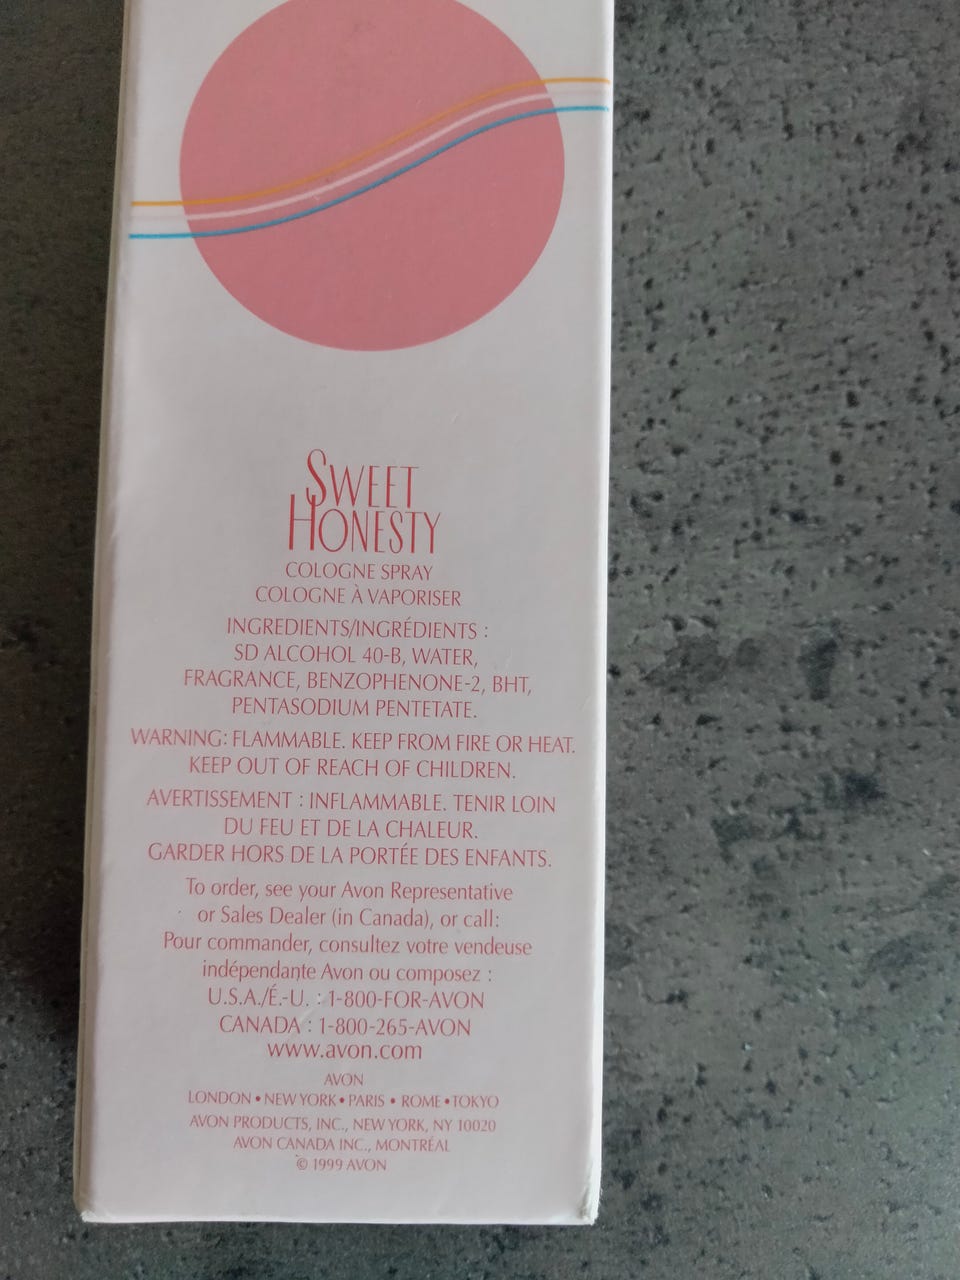 SWEET
HONESTY
COLOGNE SPRAY
COLOGNE À VAPORISER
INGREDIENTS/INGRÉDIENTS :
SD ALCOHOL 40-B, WATER,
FRAGRANCE, BENZOPHENONE-2, BHT,
PENTASODIUM PENTETATE.
WARNING: FLAMMABLE. KEEP FROM FIRE OR HEAT.
KEEP OUT OF REACH OF CHILDREN.
AVERTISSEMENT : INFLAMMABLE. TENIR LOIN
DU FEU ET DE LA CHALEUR.
GARDER HORS DE LA PORTÉE DES ENFANTS.
To order, see your Avon Representative
or Sales Dealer (in Canada), or call:
Pour commander, consultez votre vendeuse
indépendante Avon ou composez :
U.S.A./É.-U. : 1-800-FOR-AVON
CANADA : 1-800-265-AVON
www.avon.com
AVON
LONDON • NEW YORK • PARIS • ROME • TOKYO
AVON PRODUCTS, INC., NEW YORK, NY 10020
AVON CANADA INC., MONTRÉAL
© 1999 AVON